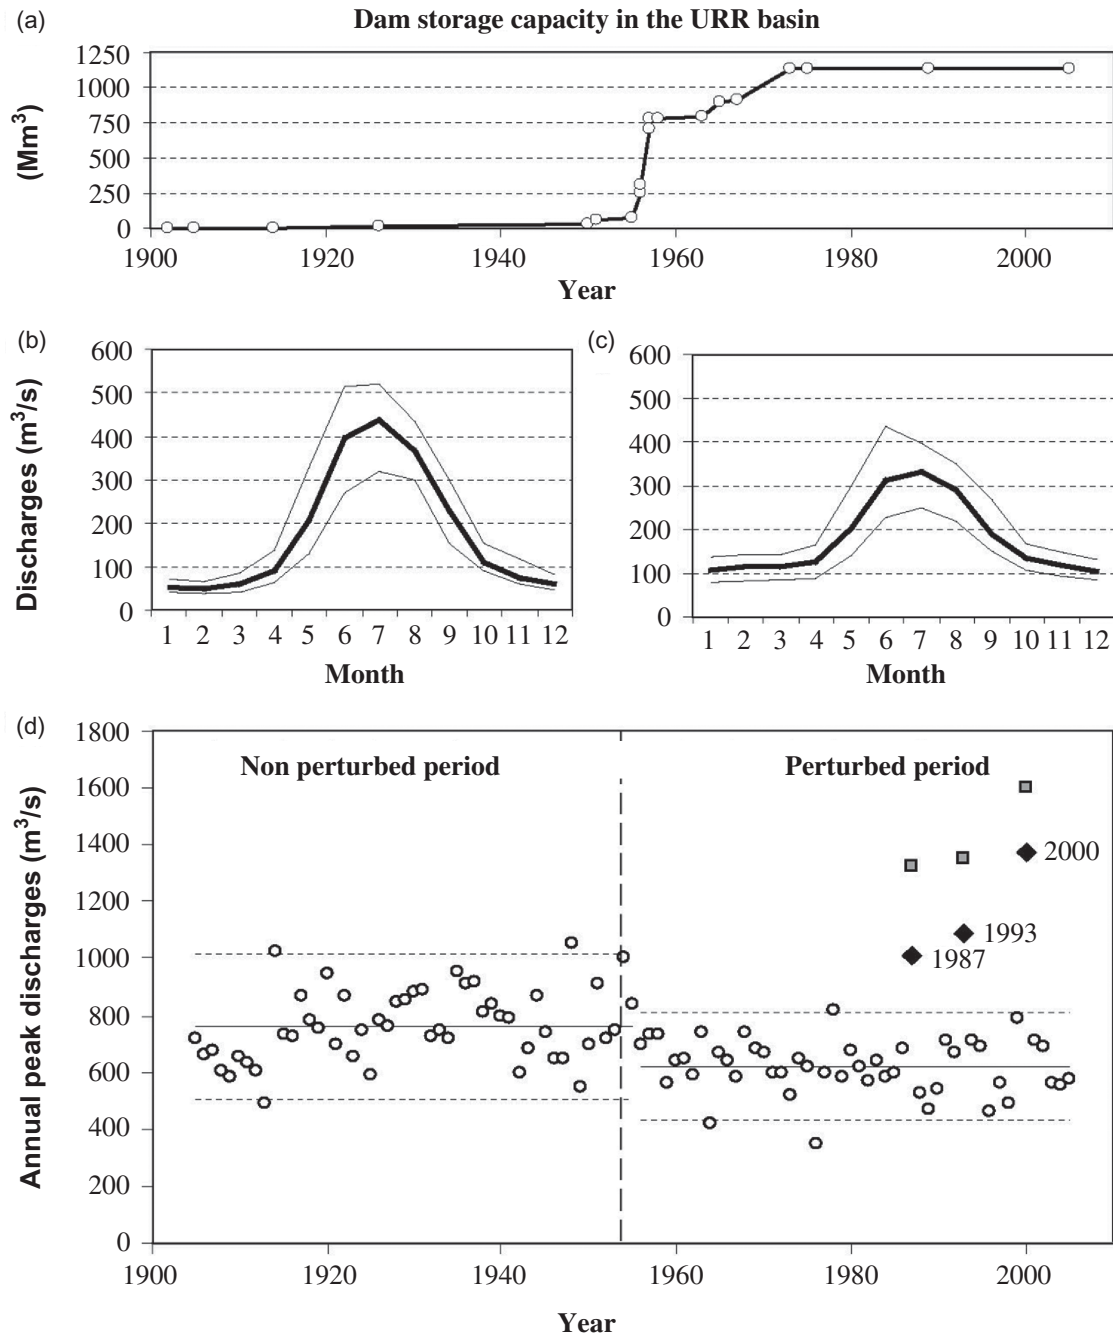 (a)
Dam storage capacity in the URR basin
(Mm³)
1250
1000
750
500
250
0
1900 1920 1940 1960 1980 2000
Year
(b)
Discharges (m³/s)
600
500
400
300
200
100
0
1 2 3 4 5 6 7 8 9 10 11 12
Month
(c)
600
500
400
300
200
100
0
1 2 3 4 5 6 7 8 9 10 11 12
Month
(d)
Annual peak discharges (m³/s)
1800
1600
1400
1200
1000
800
600
400
200
0
Non perturbed period
Perturbed period
2000
1993
1987
1900 1920 1940 1960 1980 2000
Year